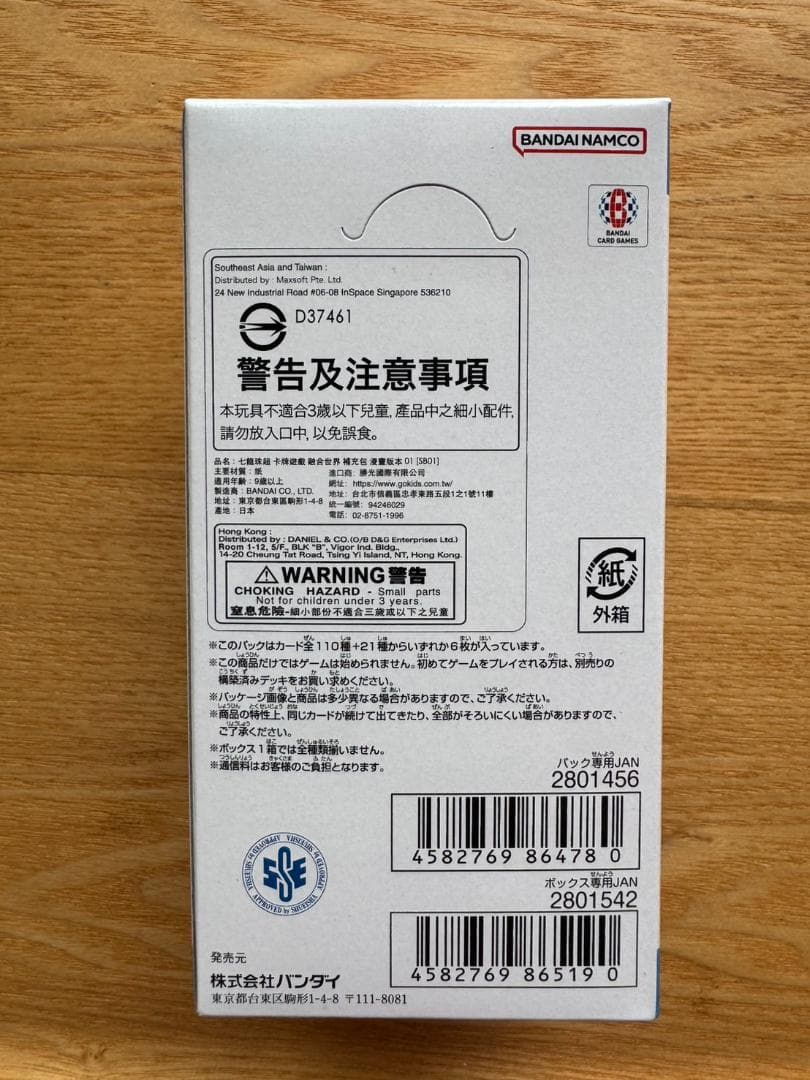 BANDAI NAMCO
B
BANDAI
CARD GAMES
Southeast Asia and Taiwan :
Distributed by : Maxsoft Pte. Ltd.
24 New Industrial Road #06-08 InSpace Singapore 536210
D37461
警告及注意事項
本玩具不適合3歲以下兒童, 產品中之細小配件,
請勿放入口中, 以免誤食。
品名：七龍珠超 卡牌遊戲 融合世界 補充包 漫畫版本 01 [SB01]
主要材質：紙
適用年齡：9歲以上
製造商：BANDAI CO., LTD.
地址：東京都台東區駒形1-4-8
產地：日本
進口商：勝光國際有限公司
網址：https://www.gokids.com.tw/
地址：台北市信義區忠孝東路五段1之1號11樓
統一編號：94246029
電話：02-8751-1996
Hong Kong :
Distributed by : DANIEL & CO.(O/B D&G Enterprises Ltd.)
Room 1-12, 5/F., BLK "B", Vigor Ind. Bldg.,
14-20 Cheung Tat Road, Tsing Yi Island, NT, Hong Kong.
WARNING 警告
CHOKING HAZARD - Small parts
Not for children under 3 years.
窒息危險-細小部份不適合三歲或以下之兒童
紙
外箱
※このパックはカード全110種+21種からいずれか6枚が入っています。
※この商品だけではゲームは始められません。初めてゲームをプレイされる方は、別売りの
構築済みデッキをお買い求めください。
※パッケージ画像と商品は多少異なる場合がありますので、ご了承ください。
※商品の特性上、同じカードが続けて出てきたり、全部がそろいにくい場合がありますので、
ご了承ください。
※ボックス1箱では全種類揃いません。
※通信料はお客様のご負担となります。
パック専用JAN
2801456
4582769 86478 0
ボックス専用JAN
2801542
4582769 86519 0
APPROVED by SHUEISHA
発売元
株式会社バンダイ
東京都台東区駒形1-4-8 〒111-8081